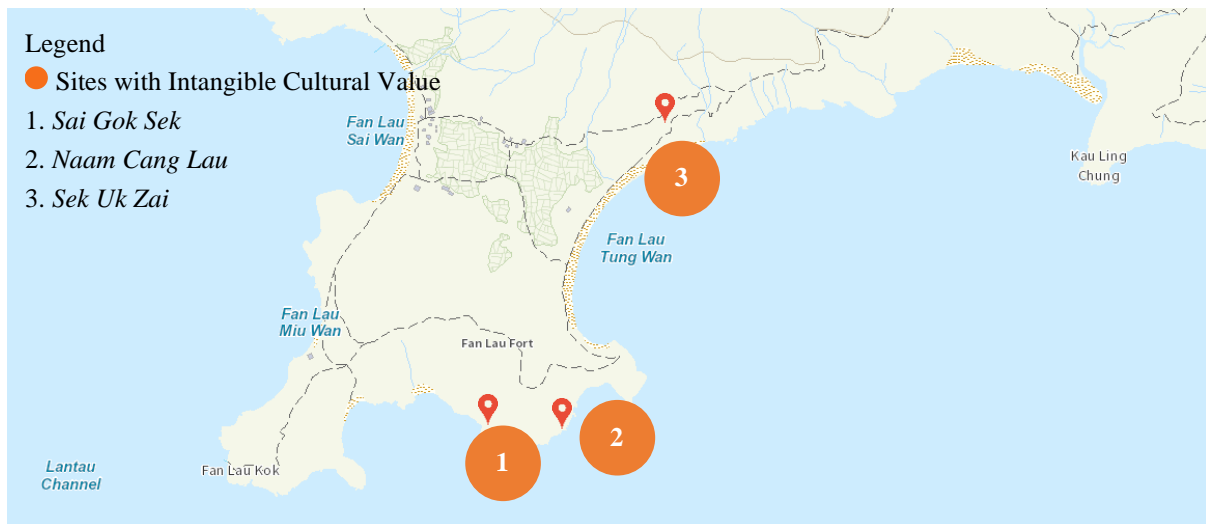 Legend
Sites with Intangible Cultural Value
1. Sai Gok Sek
2. Naam Cang Lau
3. Sek Uk Zai
Fan Lau
Sai Wan
Kau Ling
Chung
3
Fan Lau
Tung Wan
Fan Lau
Miu Wan
Fan Lau Fort
2
1
Fan Lau Kok
Lantau
Channel